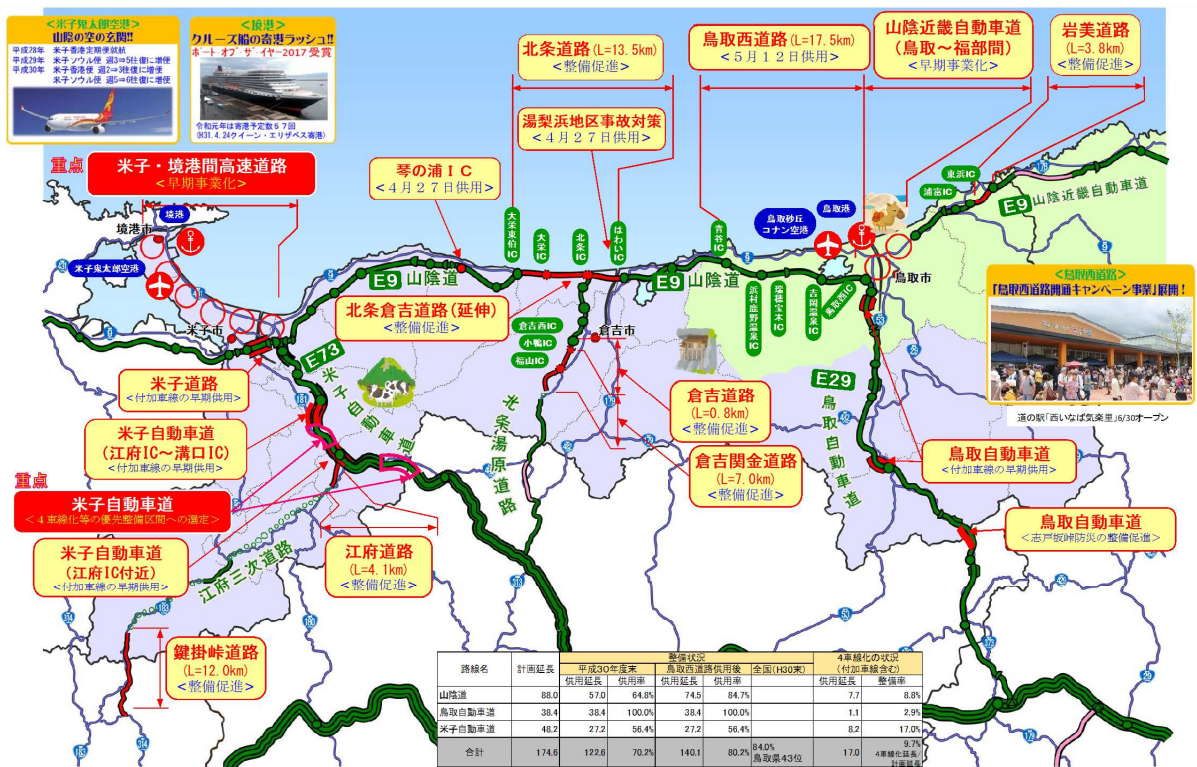 <米子鬼太郎空港>
山陰の空の玄関!!
平成28年 米子香港定期便就航
平成29年 米子ソウル便 週3⇒5往復に増便
平成30年 米子香港便 週2⇒3往復に増便
米子ソウル便 週5⇒6往復に増便
<境港>
クルーズ船の寄港ラッシュ!!
ポート・オブ・ザ・イヤー2017受賞
令和元年は寄港予定数57回
(H31.4.24クイーン・エリザベス寄港)
北条道路(L=13.5km)
<整備促進>
鳥取西道路(L=17.5km)
<5月12日供用>
山陰近畿自動車道
(鳥取~福部間)
<早期事業化>
岩美道路
(L=3.8km)
<整備促進>
湯梨浜地区事故対策
<4月27日供用>
重点
米子・境港間高速道路
<早期事業化>
琴の浦IC
<4月27日供用>
東浜IC
浦富IC
178
E9 山陰近畿自動車道
境港
境港市
米子鬼太郎空港
431
米子市
9
大栄東伯IC
大栄IC
北条IC
はわいIC
青谷IC
鳥取砂丘
コナン空港
鳥取港
鳥取市
E9 山陰道
E9 山陰道
浜村鹿野温泉IC
瑞穂宝木IC
吉岡温泉IC
鳥取西IC
北条倉吉道路(延伸)
<整備促進>
倉吉西IC
小鴨IC
福山IC
倉吉市
<鳥取西道路>
「鳥取西道路開通キャンペーン事業」展開!
道の駅「西いなば気楽里」6/30オープン
E73
米子自動車道
181
米子道路
<付加車線の早期供用>
米子自動車道
(江府IC~溝口IC)
<付加車線の早期供用>
重点
米子自動車道
<4車線化等の優先整備区間への選定>
米子自動車道
(江府IC付近)
<付加車線の早期供用>
江府三次道路
183
江府道路
(L=4.1km)
<整備促進>
北条湯原道路
179
倉吉道路
(L=0.8km)
<整備促進>
倉吉関金道路
(L=7.0km)
<整備促進>
E29
鳥取自動車道
53
29
鳥取自動車道
<付加車線の早期供用>
鳥取自動車道
<志戸坂峠防災の整備促進>
鍵掛峠道路
(L=12.0km)
<整備促進>
314
180
313
373
路線名 計画延長 整備状況 4車線化の状況
(付加車線含む)
平成30年度末 鳥取西道路供用後 全国(H30末)
供用延長 供用率 供用延長 供用率 供用延長 整備率
山陰道 88.0 57.0 64.8% 74.5 84.7% 7.7 8.8%
鳥取自動車道 38.4 38.4 100.0% 38.4 100.0% 1.1 2.9%
米子自動車道 48.2 27.2 56.4% 27.2 56.4% 8.2 17.0%
合計 174.6 122.6 70.2% 140.1 80.2% 84.0%
鳥取県43位 17.0 9.7%
4車線化延長/
計画延長